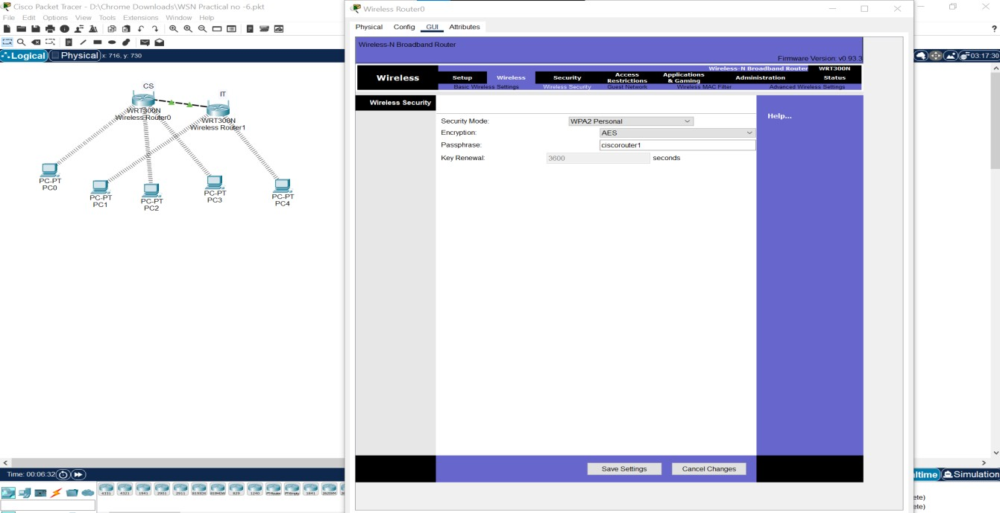 Cisco Packet Tracer - D:\Chrome Downloads\WSN Practical no -6.pkt
File Edit Options View Tools Extensions Window Help
Logical Physical x: 716, y: 730
CS
IT
WRT300N
Wireless Router0
WRT300N
Wireless Router1
PC-PT
PC0
PC-PT
PC1
PC-PT
PC2
PC-PT
PC3
PC-PT
PC4
Time: 00:06:32
4331 4321 1941 2901 2911 819IOX 819HGW 829 1240 PT-Router PT-Empty 1841 2620XM
Wireless Router0
Physical Config GUI Attributes
Wireless-N Broadband Router
Firmware Version: v0.93.3
Wireless-N Broadband Router WRT300N
Wireless
Setup Wireless Security Access Restrictions Applications & Gaming Administration Status
Basic Wireless Settings Wireless Security Guest Network Wireless MAC Filter Advanced Wireless Settings
Wireless Security
Help...
Security Mode: WPA2 Personal
Encryption: AES
Passphrase: ciscorouter1
Key Renewal: 3600 seconds
Save Settings Cancel Changes
?
03:17:30
ltime Simulation
ete)
ete)